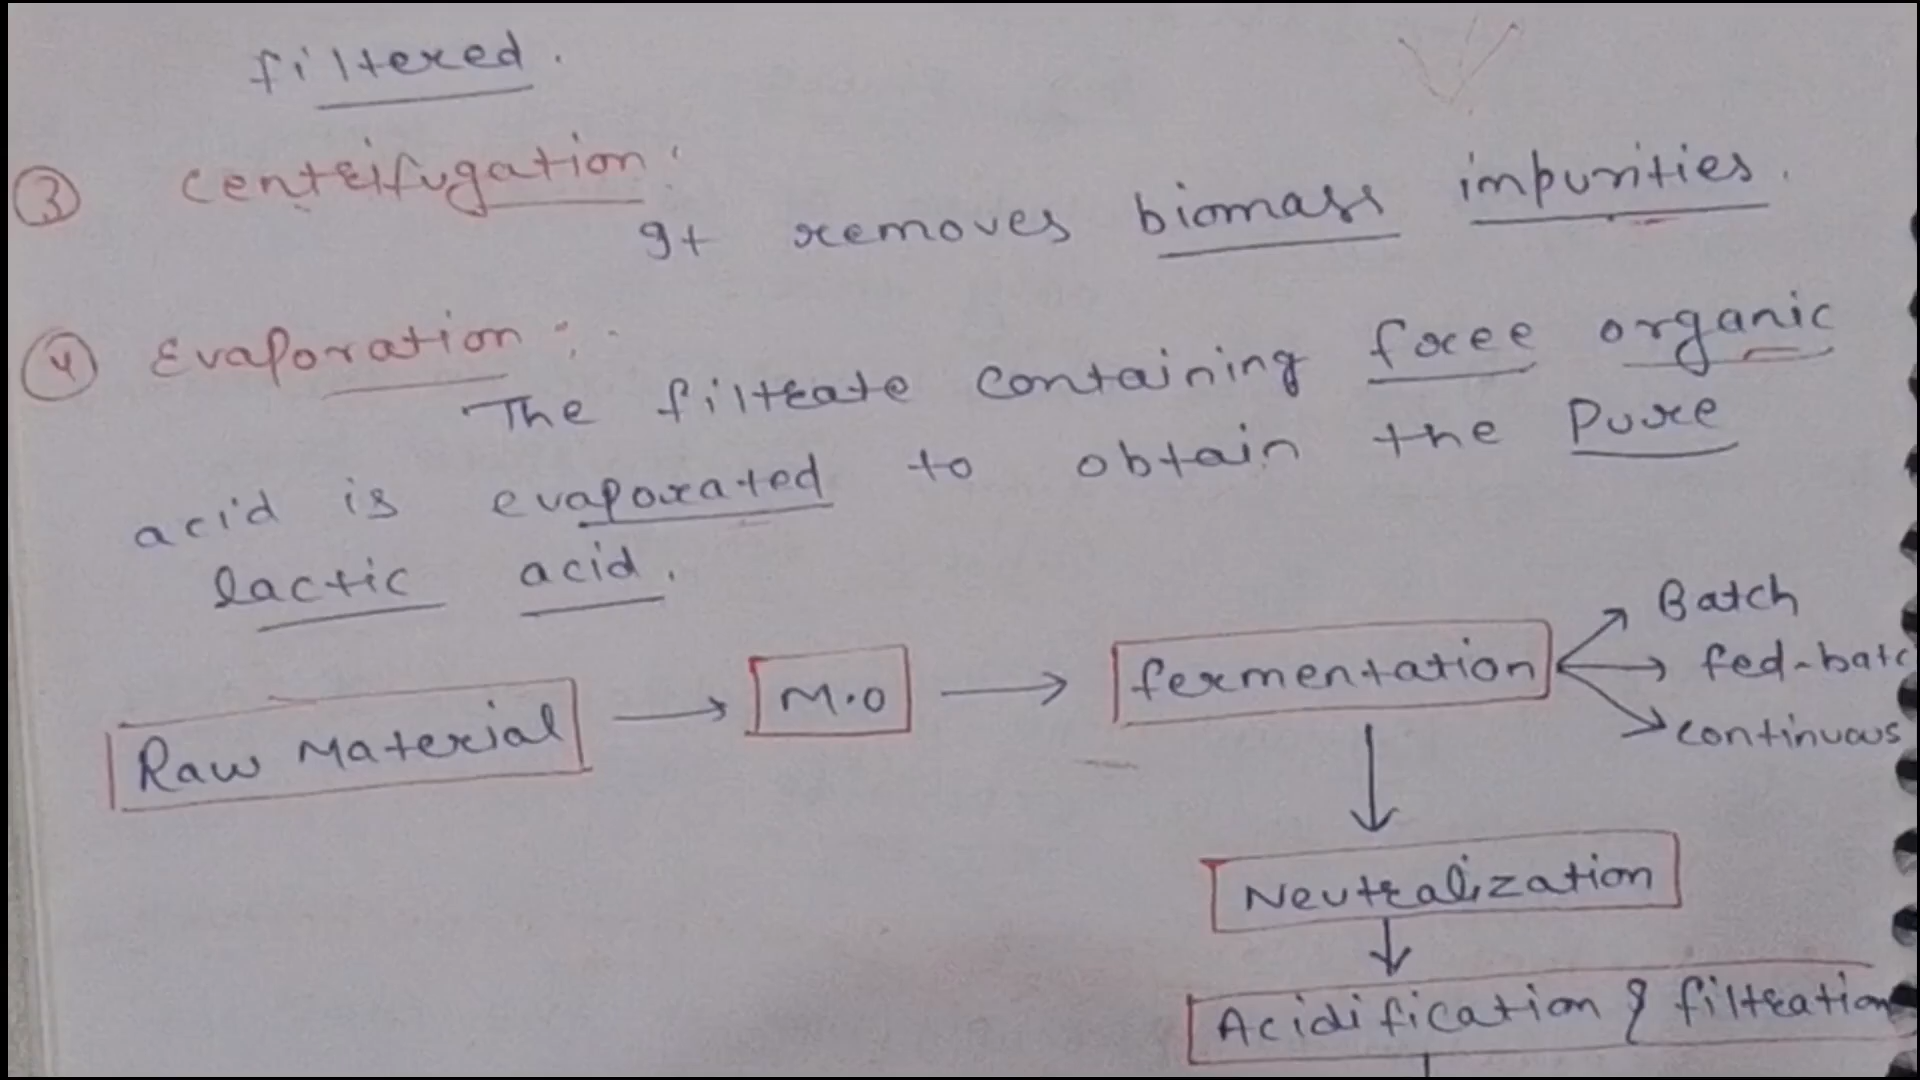 filtered.
③ Centrifugation:
It removes biomass impurities.
④ Evaporation:
The filtrate containing free organic
acid is evaporated to obtain the Pure
lactic acid.
Raw Material → M.O → fermentation → Batch
→ fed-batc
→ continuous
↓
Neutralization
↓
Acidification & filtration